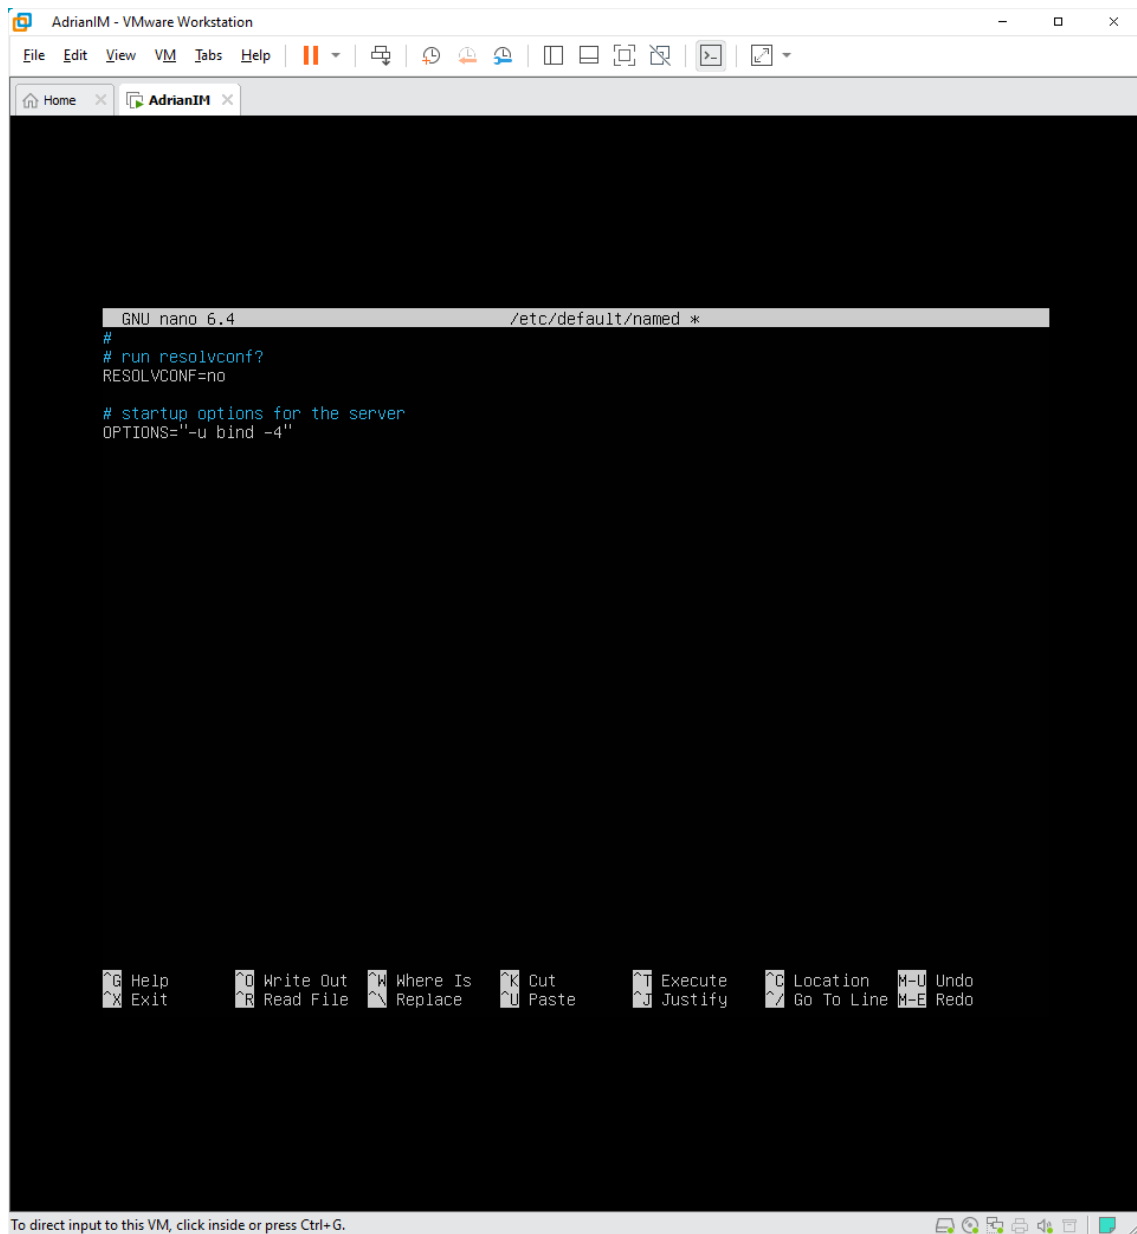 AdrianIM - VMware Workstation
File Edit View VM Tabs Help
Home AdrianIM
GNU nano 6.4 /etc/default/named *
#
# run resolvconf?
RESOLVCONF=no
# startup options for the server
OPTIONS="-u bind -4"
^G Help ^O Write Out ^W Where Is ^K Cut ^T Execute ^C Location M-U Undo
^X Exit ^R Read File ^\ Replace ^U Paste ^J Justify ^/ Go To Line M-E Redo
To direct input to this VM, click inside or press Ctrl+G.